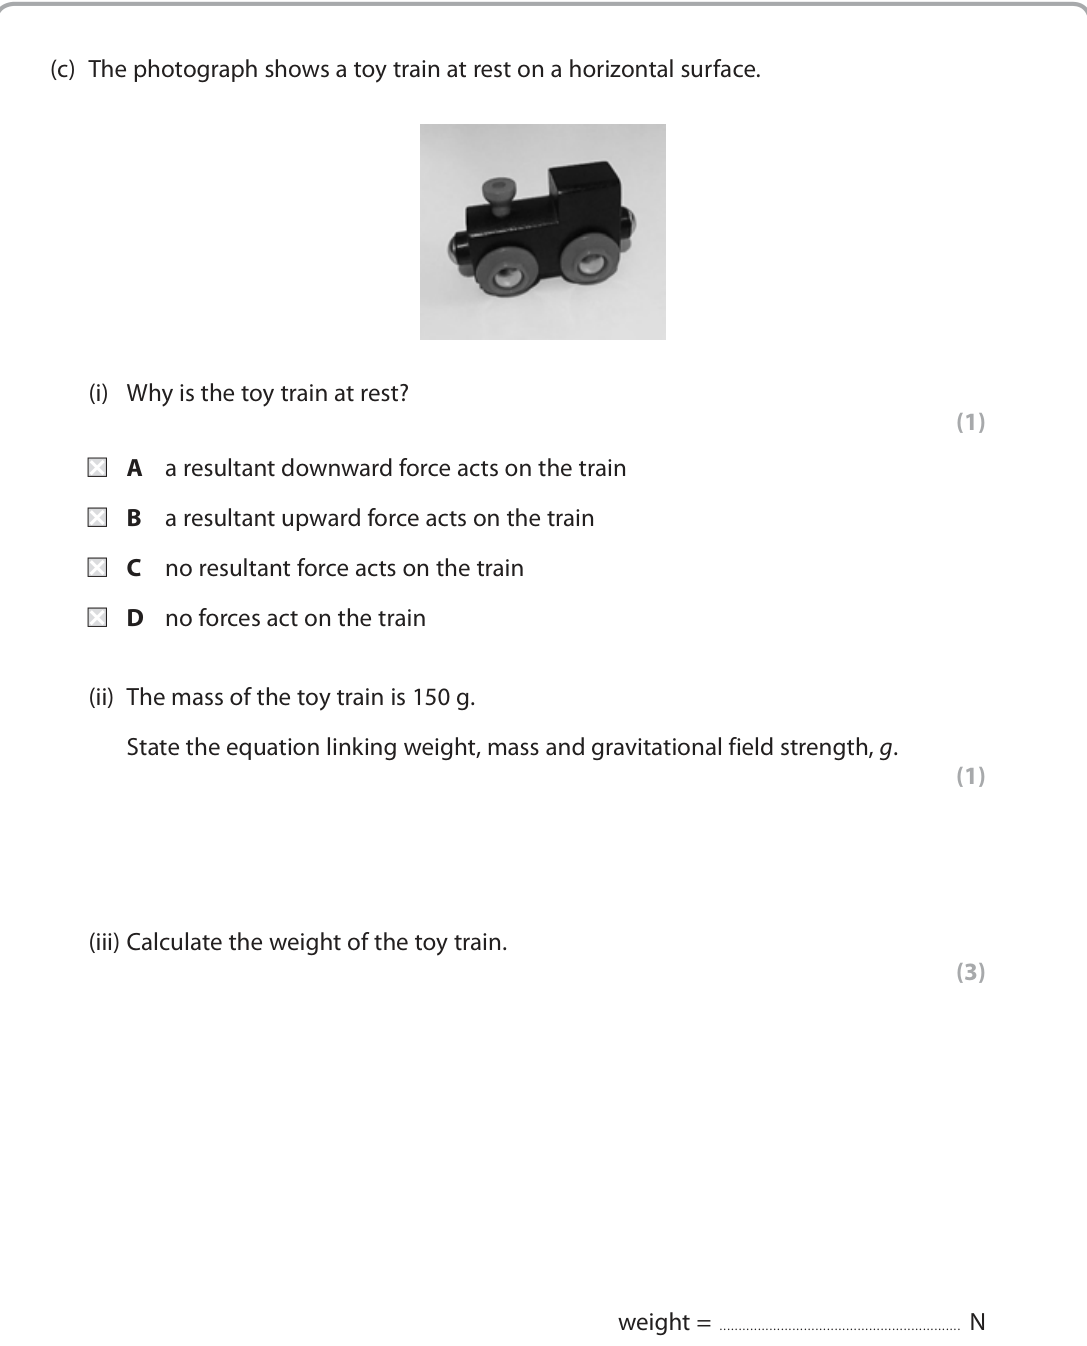 (c) The photograph shows a toy train at rest on a horizontal surface.
(i) Why is the toy train at rest?
(1)
A a resultant downward force acts on the train
B a resultant upward force acts on the train
C no resultant force acts on the train
D no forces act on the train
(ii) The mass of the toy train is 150 g.
State the equation linking weight, mass and gravitational field strength, g.
(1)
(iii) Calculate the weight of the toy train.
(3)
weight = ............................................................... N